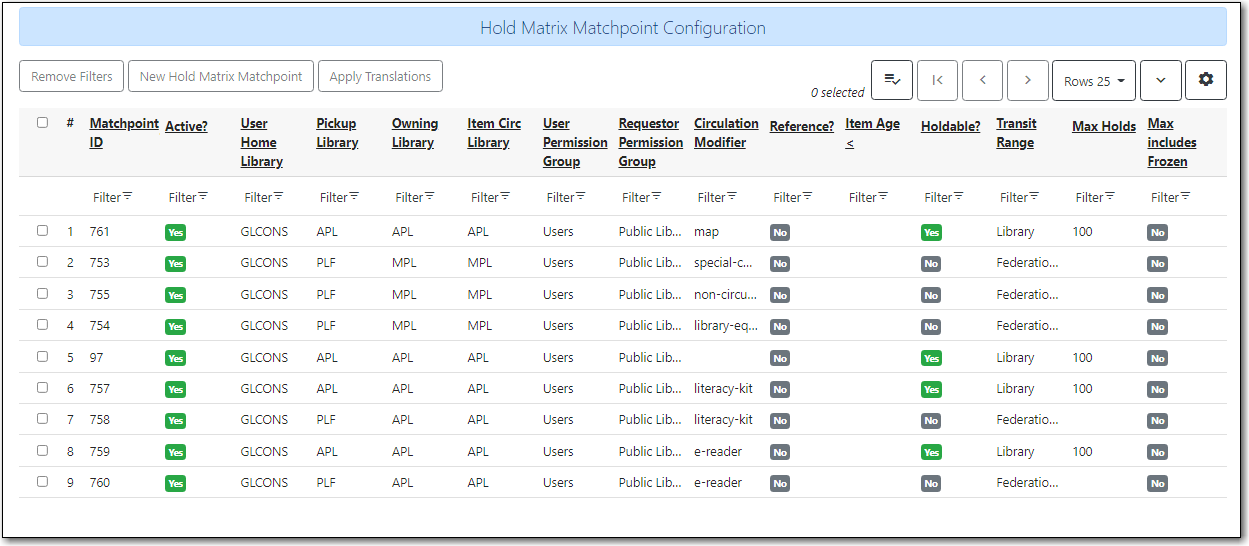 Hold Matrix Matchpoint Configuration
Remove Filters New Hold Matrix Matchpoint Apply Translations 0 selected Rows 25
# Matchpoint ID Active? User Home Library Pickup Library Owning Library Item Circ Library User Permission Group Requestor Permission Group Circulation Modifier Reference? Item Age < Holdable? Transit Range Max Holds Max includes Frozen
Filter Filter Filter Filter Filter Filter Filter Filter Filter Filter Filter Filter Filter Filter Filter
1 761 Yes GLCONS APL APL APL Users Public Lib... map No Yes Library 100 No
2 753 Yes GLCONS PLF MPL MPL Users Public Lib... special-c... No No Federatio... No
3 755 Yes GLCONS PLF MPL MPL Users Public Lib... non-circu... No No Federatio... No
4 754 Yes GLCONS PLF MPL MPL Users Public Lib... library-eq... No No Federatio... No
5 97 Yes GLCONS APL APL APL Users Public Lib... No Yes Library 100 No
6 757 Yes GLCONS APL APL APL Users Public Lib... literacy-kit No Yes Library 100 No
7 758 Yes GLCONS PLF APL APL Users Public Lib... literacy-kit No No Federatio... No
8 759 Yes GLCONS APL APL APL Users Public Lib... e-reader No Yes Library 100 No
9 760 Yes GLCONS PLF APL APL Users Public Lib... e-reader No No Federatio... No